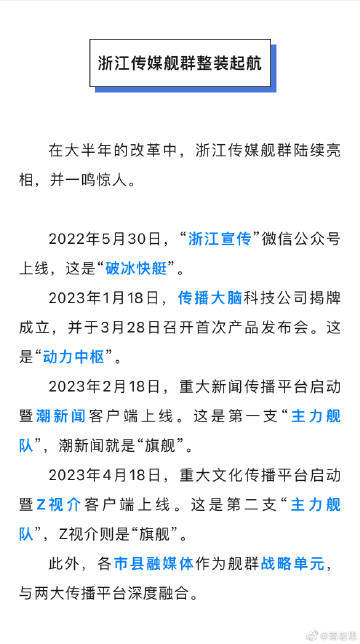 浙江传媒舰群整装起航
在大半年的改革中，浙江传媒舰群陆续亮
相，并一鸣惊人。
2022年5月30日，“浙江宣传”微信公众号
上线，这是“破冰快艇”。
2023年1月18日，传播大脑科技公司揭牌
成立，并于3月28日召开首次产品发布会。这
是“动力中枢”。
2023年2月18日，重大新闻传播平台启动
暨潮新闻客户端上线。这是第一支“主力舰
队”，潮新闻就是“旗舰”。
2023年4月18日，重大文化传播平台启动
暨Z视介客户端上线。这是第二支“主力舰
队”，Z视介则是“旗舰”。
此外，各市县融媒体作为舰群战略单元，
与两大传播平台深度融合。